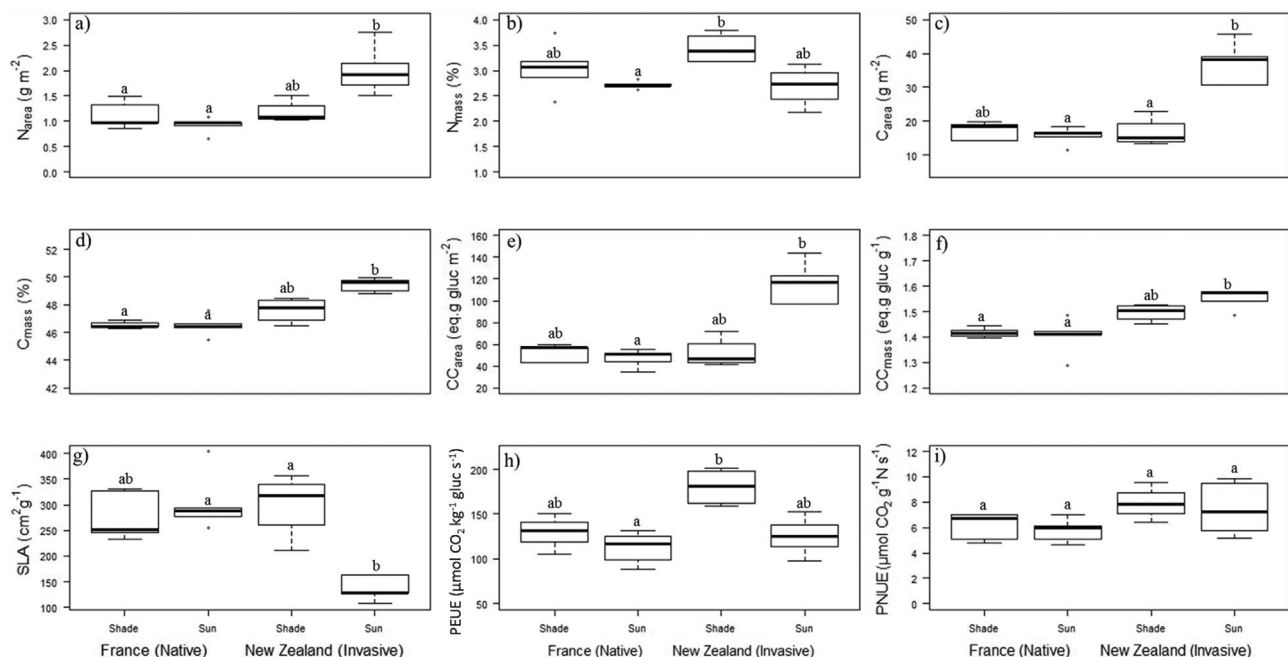 a)
N_area (g m⁻²)
3.0
2.5
2.0
1.5
1.0
0.5
0.0
a
a
ab
b
b)
N_mass (%)
4.0
3.5
3.0
2.5
2.0
1.5
1.0
ab
a
b
ab
c)
C_area (g m⁻²)
50
40
30
20
10
ab
a
a
b
d)
C_mass (%)
52
50
48
46
44
42
a
a
ab
b
e)
CC_area (eq.g gluc m⁻²)
160
140
120
100
80
60
40
20
ab
a
ab
b
f)
CC_mass (eq.g gluc g⁻¹)
1.8
1.7
1.6
1.5
1.4
1.3
1.2
a
a
ab
b
g)
SLA (cm²g⁻¹)
400
350
300
250
200
150
100
ab
a
a
b
Shade Sun Shade Sun
France (Native) New Zealand (Invasive)
h)
PEUE (µmol CO₂ kg⁻¹ gluc s⁻¹)
200
150
100
50
ab
a
b
ab
Shade Sun Shade Sun
France (Native) New Zealand (Invasive)
i)
PNUE (µmol CO₂ g⁻¹N s⁻¹)
12
10
8
6
4
2
0
a
a
a
a
Shade Sun Shade Sun
France (Native) New Zealand (Invasive)